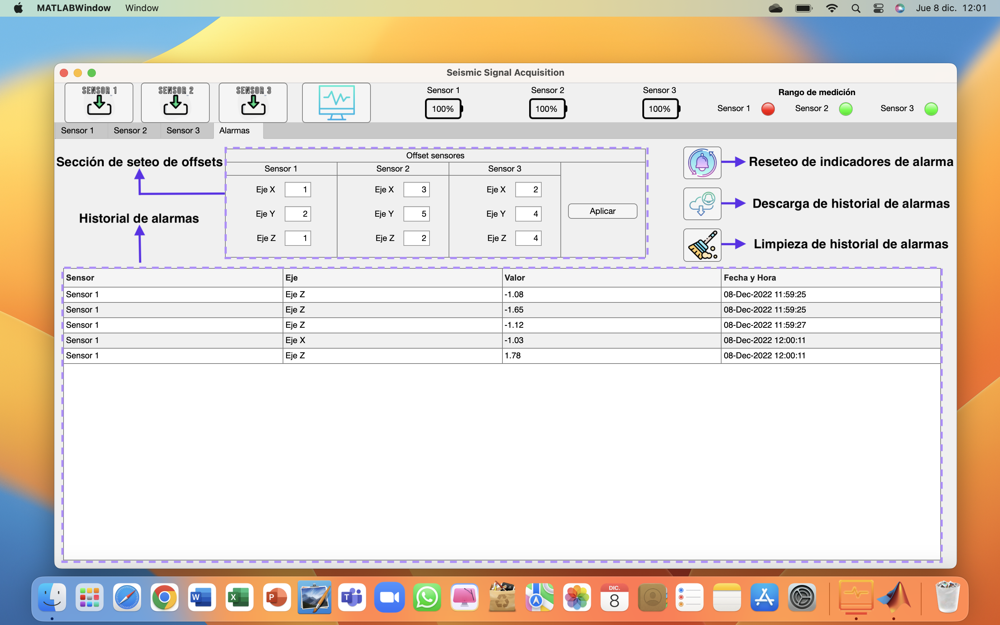 MATLABWindow Window Jue 8 dic. 12:01
Seismic Signal Acquisition
SENSOR 1 SENSOR 2 SENSOR 3
Sensor 1 Sensor 2 Sensor 3 Rango de medición
100% 100% 100% Sensor 1 Sensor 2 Sensor 3
Sensor 1 Sensor 2 Sensor 3 Alarmas
Sección de seteo de offsets
Historial de alarmas
Offset sensores
Sensor 1 Sensor 2 Sensor 3
Eje X 1 Eje X 3 Eje X 2
Eje Y 2 Eje Y 5 Eje Y 4
Eje Z 1 Eje Z 2 Eje Z 4
Aplicar
Reseteo de indicadores de alarma
Descarga de historial de alarmas
Limpieza de historial de alarmas
Sensor Eje Valor Fecha y Hora
Sensor 1 Eje Z -1.08 08-Dec-2022 11:59:25
Sensor 1 Eje Z -1.65 08-Dec-2022 11:59:25
Sensor 1 Eje Z -1.12 08-Dec-2022 11:59:27
Sensor 1 Eje X -1.03 08-Dec-2022 12:00:11
Sensor 1 Eje Z 1.78 08-Dec-2022 12:00:11
W X P T DIC.
8